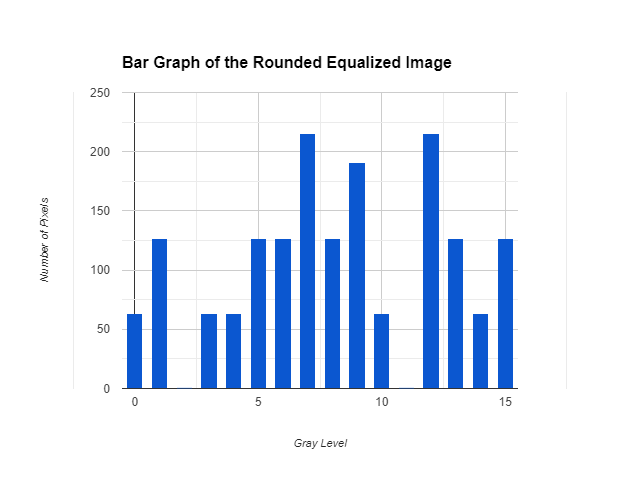 Bar Graph of the Rounded Equalized Image
250
200
150
100
50
0
Number of Pixels
0 5 10 15
Gray Level